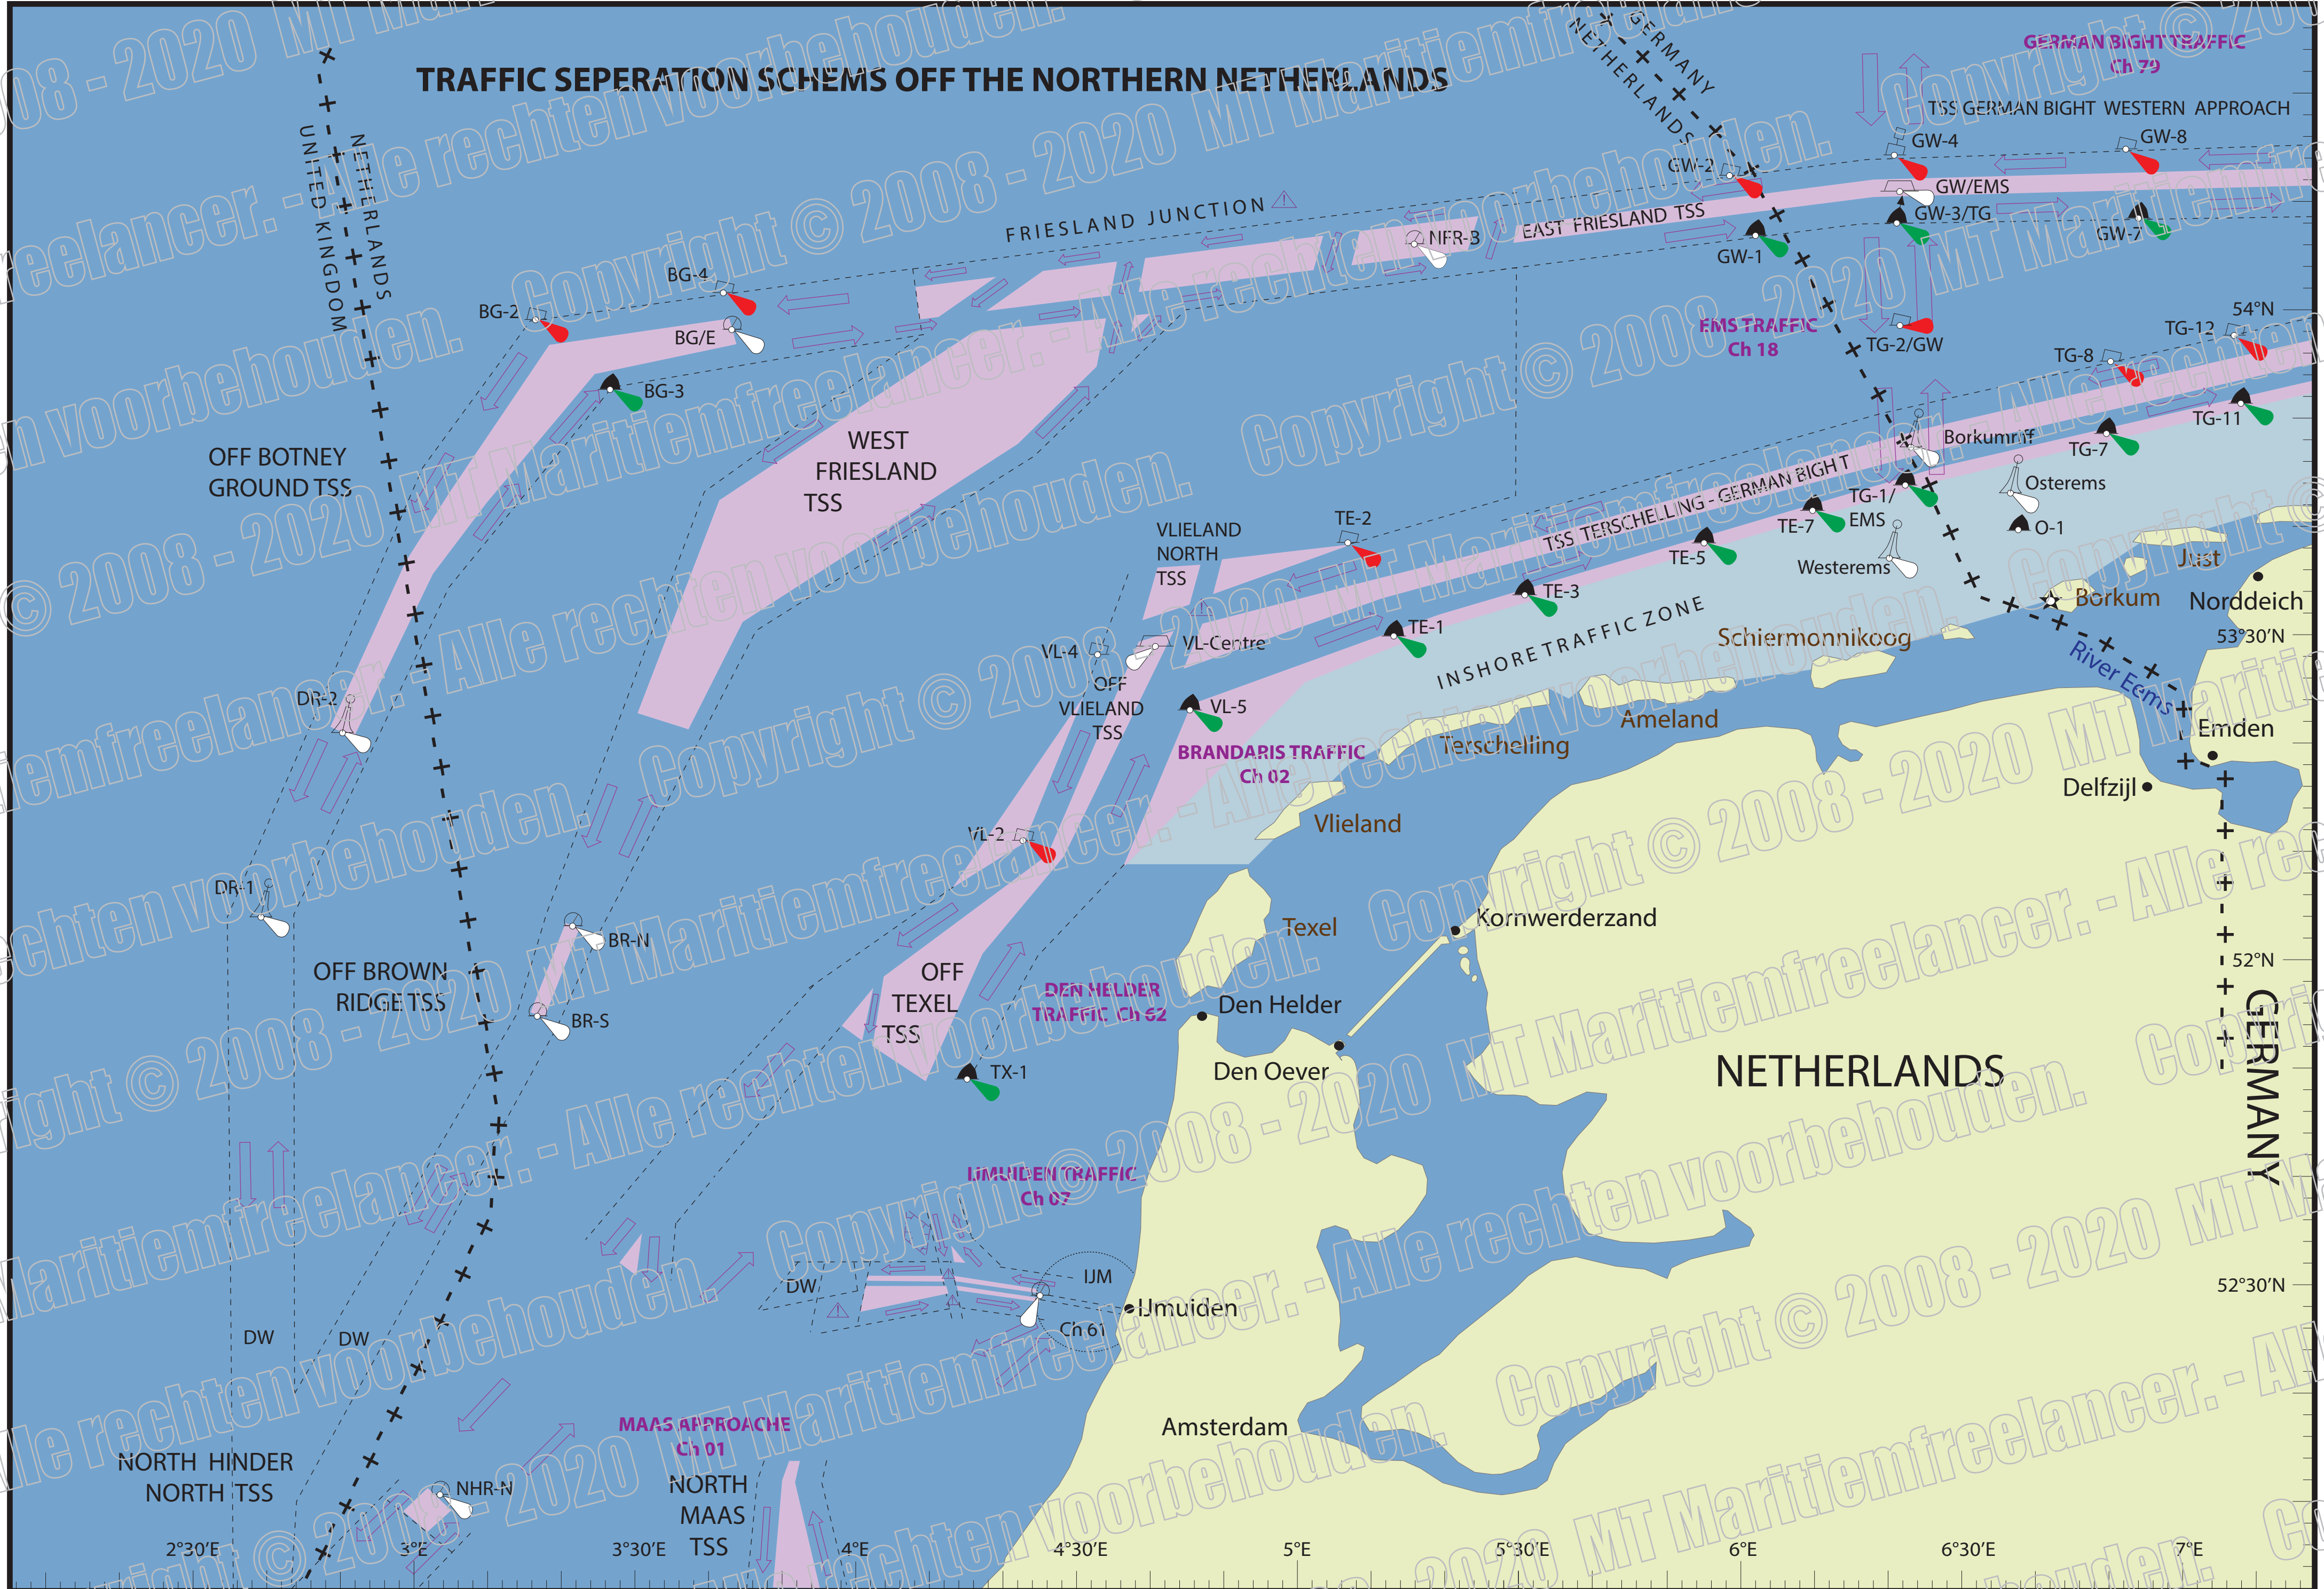 TRAFFIC SEPERATION SCHEMS OFF THE NORTHERN NETHERLANDS
GERMANY
NETHERLANDS
GERMAN BIGHT TRAFFIC
Ch 79
TSS GERMAN BIGHT WESTERN APPROACH
NETHERLANDS
UNITED KINGDOM
GW-4
GW-8
GW-2
GW/EMS
GW-3/TG
GW-7
GW-1
FRIESLAND JUNCTION
EAST FRIESLAND TSS
NFR-3
BG-4
BG-2
BG/E
BG-3
EMS TRAFFIC
Ch 18
TG-2/GW
54°N
TG-12
TG-8
TG-11
TG-7
OFF BOTNEY
GROUND TSS
WEST
FRIESLAND
TSS
Borkumriff
Osterems
O-1
TG-1/
EMS
TE-7
TE-5
Westerems
TSS TERSCHELLING - GERMAN BIGHT
VLIELAND
NORTH
TSS
TE-2
TE-3
TE-1
INSHORE TRAFFIC ZONE
Just
Borkum
Norddeich
53°30'N
Schiermonnikoog
River Eems
VL-4
VL-Centre
OFF
VLIELAND
TSS
VL-5
DR-2
BRANDARIS TRAFFIC
Ch 02
Ameland
Terschelling
Emden
Delfzijl
Vlieland
VL-2
DR-1
BR-N
OFF BROWN
RIDGE TSS
BR-S
OFF
TEXEL
TSS
Texel
Kornwerderzand
DEN HELDER
TRAFFIC Ch 62
Den Helder
Den Oever
TX-1
52°N
NETHERLANDS
GERMANY
IJMUIDEN TRAFFIC
Ch 07
DW
IJM
IJmuiden
Ch 61
52°30'N
DW
DW
MAAS APPROACHE
Ch 01
Amsterdam
NORTH HINDER
NORTH TSS
NHR-N
NORTH
MAAS
TSS
2°30'E
3°E
3°30'E
4°E
4°30'E
5°E
5°30'E
6°E
6°30'E
7°E
Copyright © 2008 - 2020 MT Maritiemfreelancer. - Alle rechten voorbehouden.